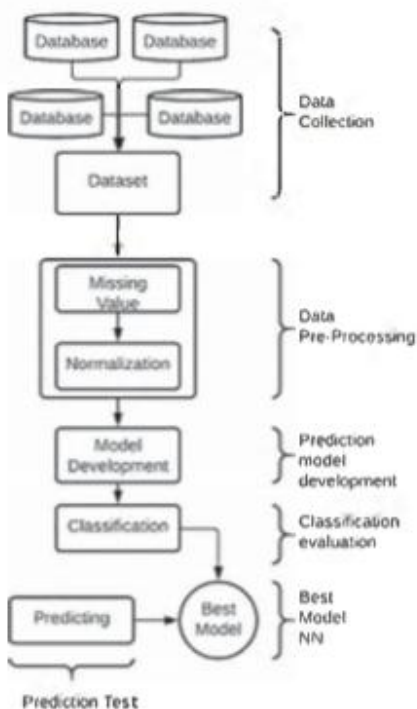 Database
Database
Database
Database
Data
Collection
Dataset
Missing
Value
Normalization
Data
Pre-Processing
Model
Development
Prediction
model
development
Classification
Classification
evaluation
Predicting
Best
Model
Best
Model
NN
Prediction Test